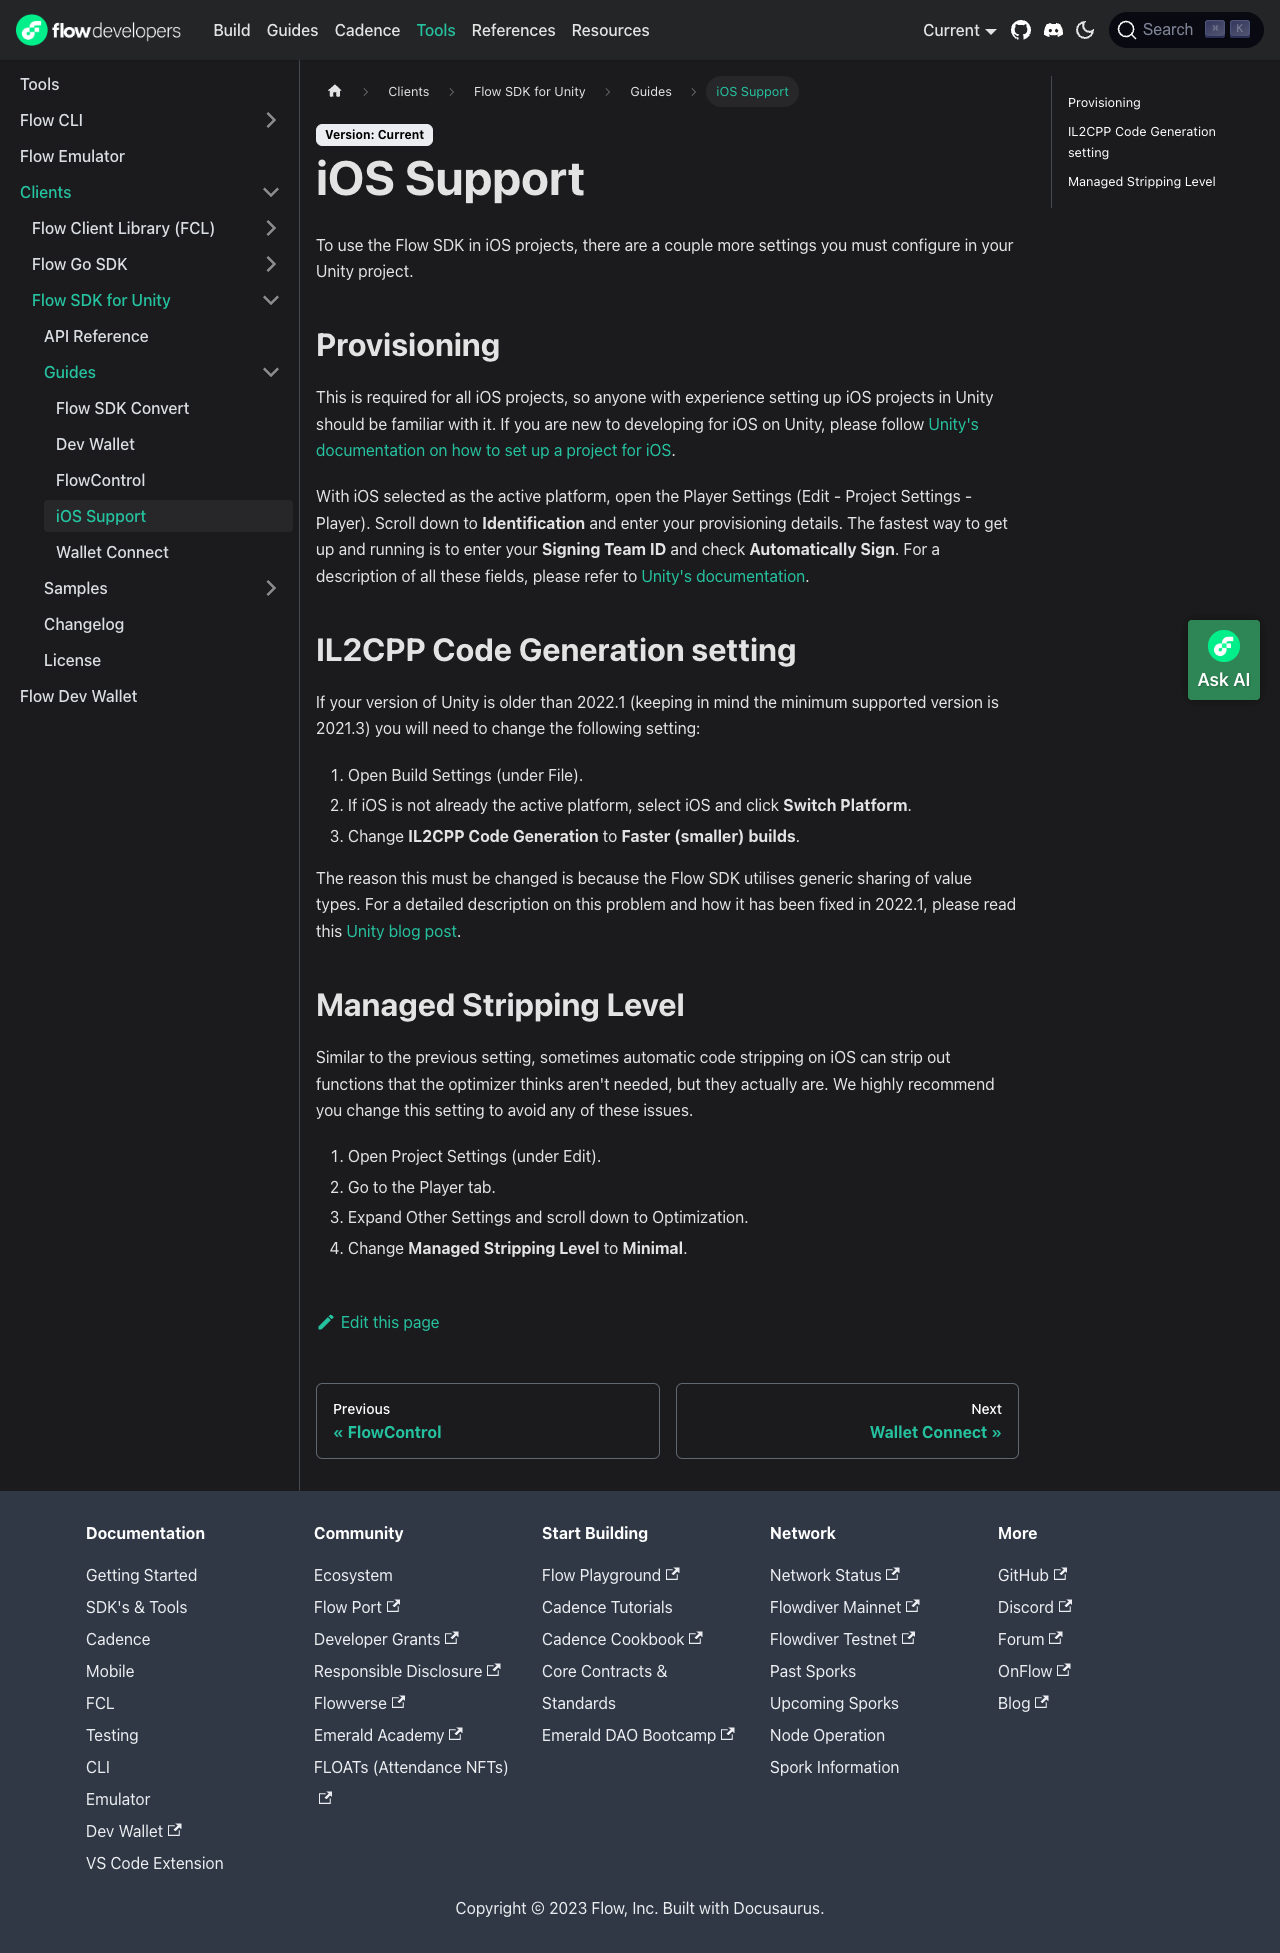 flowdevelopers
Build
Guides
Cadence
Tools
References
Resources
Current
Search
⌘ K
Tools
Flow CLI
Flow Emulator
Clients
Flow Client Library (FCL)
Flow Go SDK
Flow SDK for Unity
API Reference
Guides
Flow SDK Convert
Dev Wallet
FlowControl
iOS Support
Wallet Connect
Samples
Changelog
License
Flow Dev Wallet
Clients
Flow SDK for Unity
Guides
iOS Support
Version: Current
iOS Support
To use the Flow SDK in iOS projects, there are a couple more settings you must configure in your
Unity project.
Provisioning
This is required for all iOS projects, so anyone with experience setting up iOS projects in Unity
should be familiar with it. If you are new to developing for iOS on Unity, please follow Unity's
documentation on how to set up a project for iOS.
With iOS selected as the active platform, open the Player Settings (Edit - Project Settings -
Player). Scroll down to Identification and enter your provisioning details. The fastest way to get
up and running is to enter your Signing Team ID and check Automatically Sign. For a
description of all these fields, please refer to Unity's documentation.
IL2CPP Code Generation setting
If your version of Unity is older than 2022.1 (keeping in mind the minimum supported version is
2021.3) you will need to change the following setting:
1. Open Build Settings (under File).
2. If iOS is not already the active platform, select iOS and click Switch Platform.
3. Change IL2CPP Code Generation to Faster (smaller) builds.
The reason this must be changed is because the Flow SDK utilises generic sharing of value
types. For a detailed description on this problem and how it has been fixed in 2022.1, please read
this Unity blog post.
Managed Stripping Level
Similar to the previous setting, sometimes automatic code stripping on iOS can strip out
functions that the optimizer thinks aren't needed, but they actually are. We highly recommend
you change this setting to avoid any of these issues.
1. Open Project Settings (under Edit).
2. Go to the Player tab.
3. Expand Other Settings and scroll down to Optimization.
4. Change Managed Stripping Level to Minimal.
Edit this page
Previous
« FlowControl
Next
Wallet Connect »
Provisioning
IL2CPP Code Generation
setting
Managed Stripping Level
Ask AI
Documentation
Getting Started
SDK's & Tools
Cadence
Mobile
FCL
Testing
CLI
Emulator
Dev Wallet
VS Code Extension
Community
Ecosystem
Flow Port
Developer Grants
Responsible Disclosure
Flowverse
Emerald Academy
FLOATs (Attendance NFTs)
Start Building
Flow Playground
Cadence Tutorials
Cadence Cookbook
Core Contracts &
Standards
Emerald DAO Bootcamp
Network
Network Status
Flowdiver Mainnet
Flowdiver Testnet
Past Sporks
Upcoming Sporks
Node Operation
Spork Information
More
GitHub
Discord
Forum
OnFlow
Blog
Copyright © 2023 Flow, Inc. Built with Docusaurus.